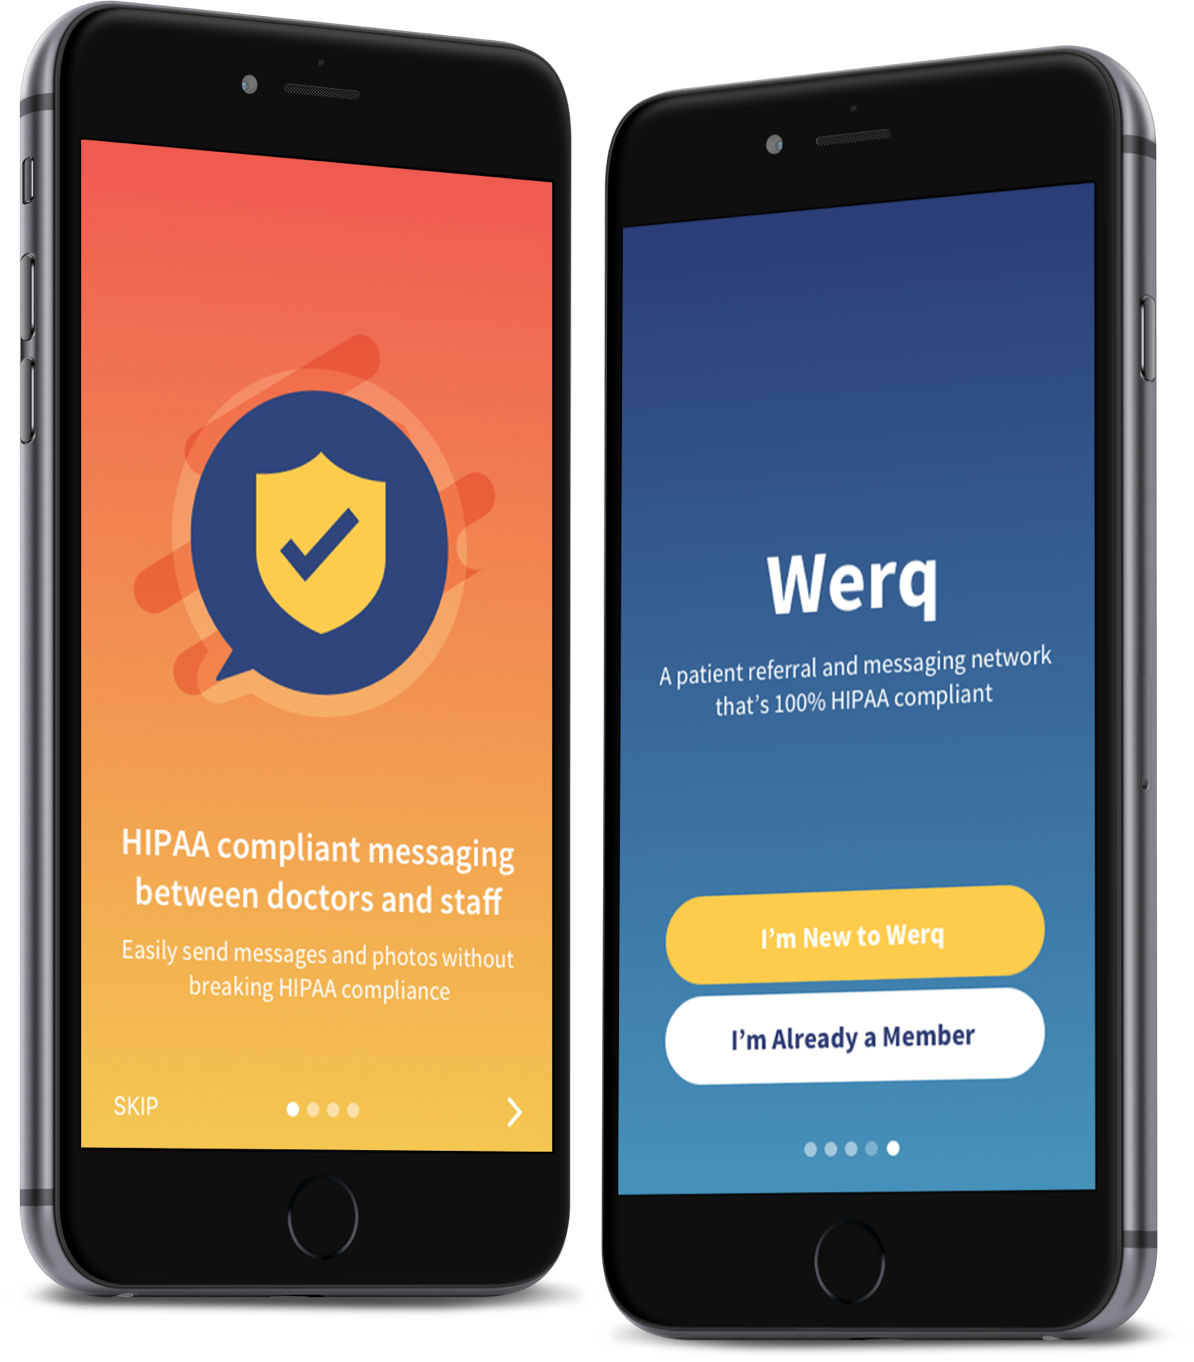 HIPAA compliant messaging
between doctors and staff
Easily send messages and photos without
breaking HIPAA compliance
SKIP
Werq
A patient referral and messaging network
that’s 100% HIPAA compliant
I’m New to Werq
I’m Already a Member